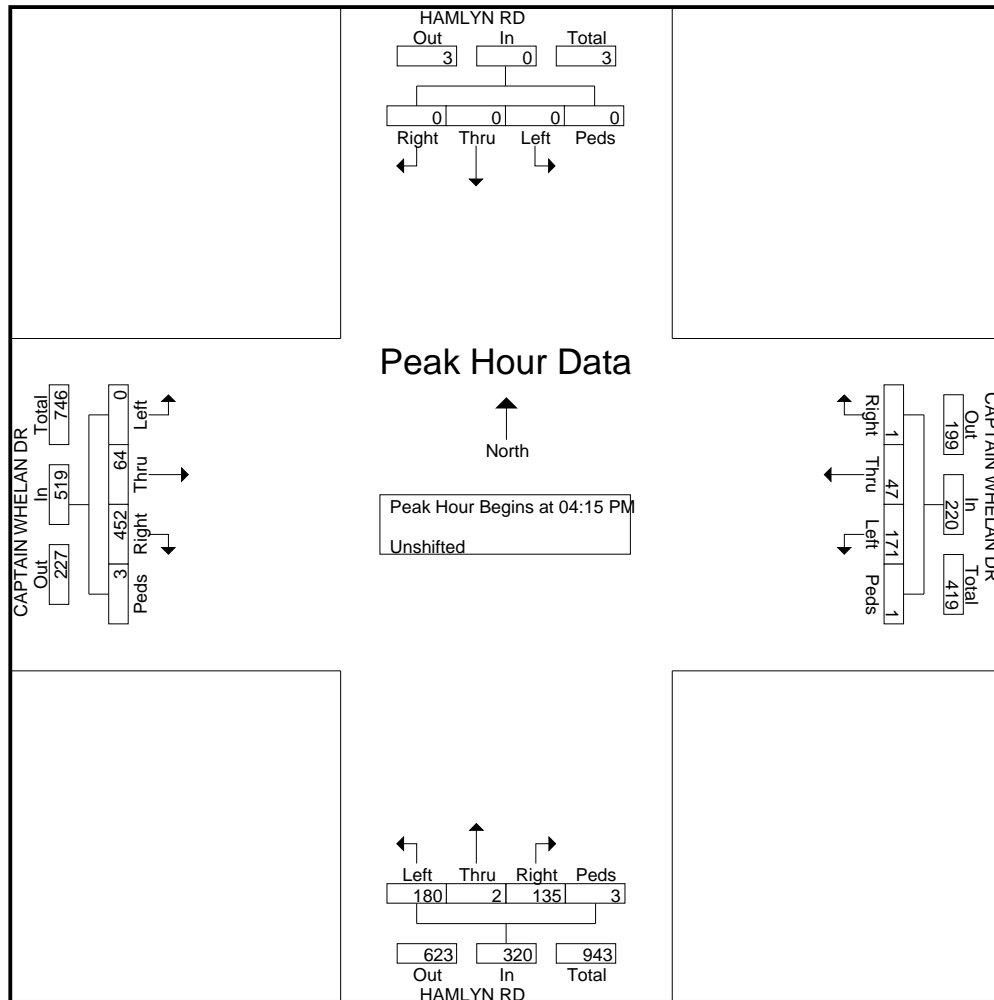 HAMLYN RD
Out In Total
3 0 3
0 0 0 0
Right Thru Left Peds
Peak Hour Data
North
Peak Hour Begins at 04:15 PM
Unshifted
CAPTAIN WHELAN DR
Total In Out
746 519 227
0 64 452 3
Left Thru Right Peds
CAPTAIN WHELAN DR
Out In Total
199 220 419
1 47 171 1
Right Thru Left Peds
Left Thru Right Peds
180 2 135 3
623 320 943
Out In Total
HAMLYN RD